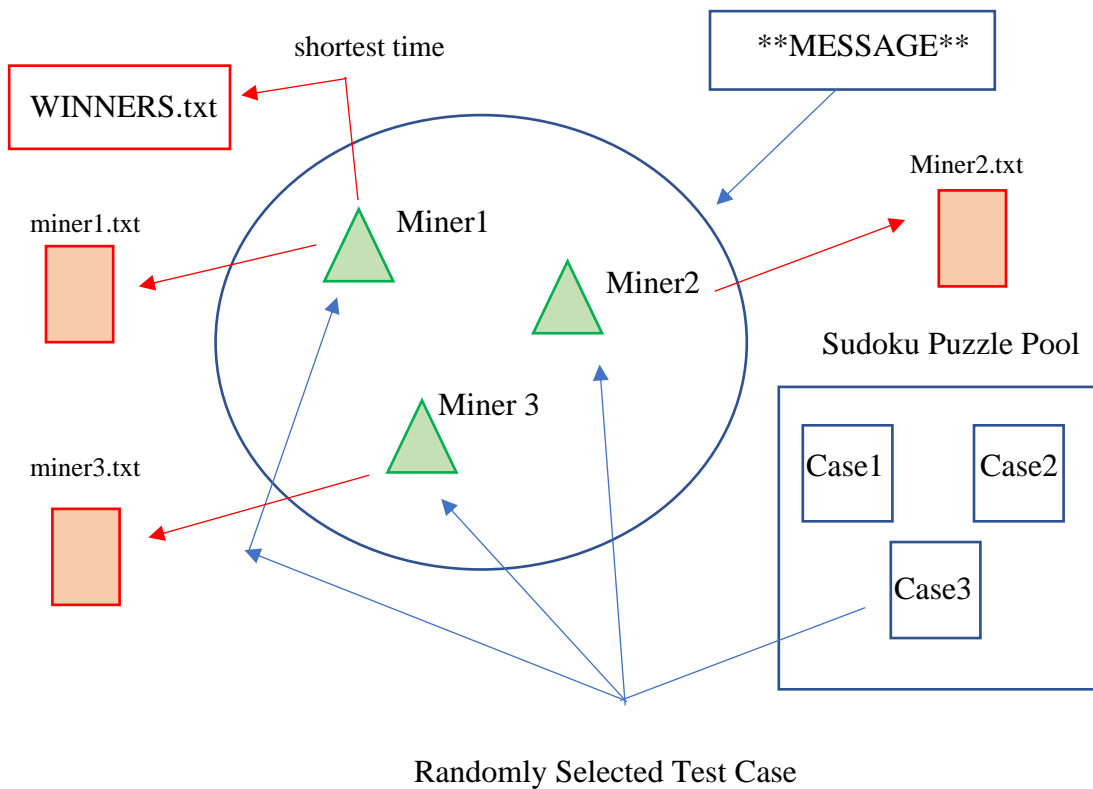 shortest time
**MESSAGE**
WINNERS.txt
Miner2.txt
miner1.txt
Miner1
Miner2
Sudoku Puzzle Pool
Miner 3
miner3.txt
Case1
Case2
Case3
Randomly Selected Test Case